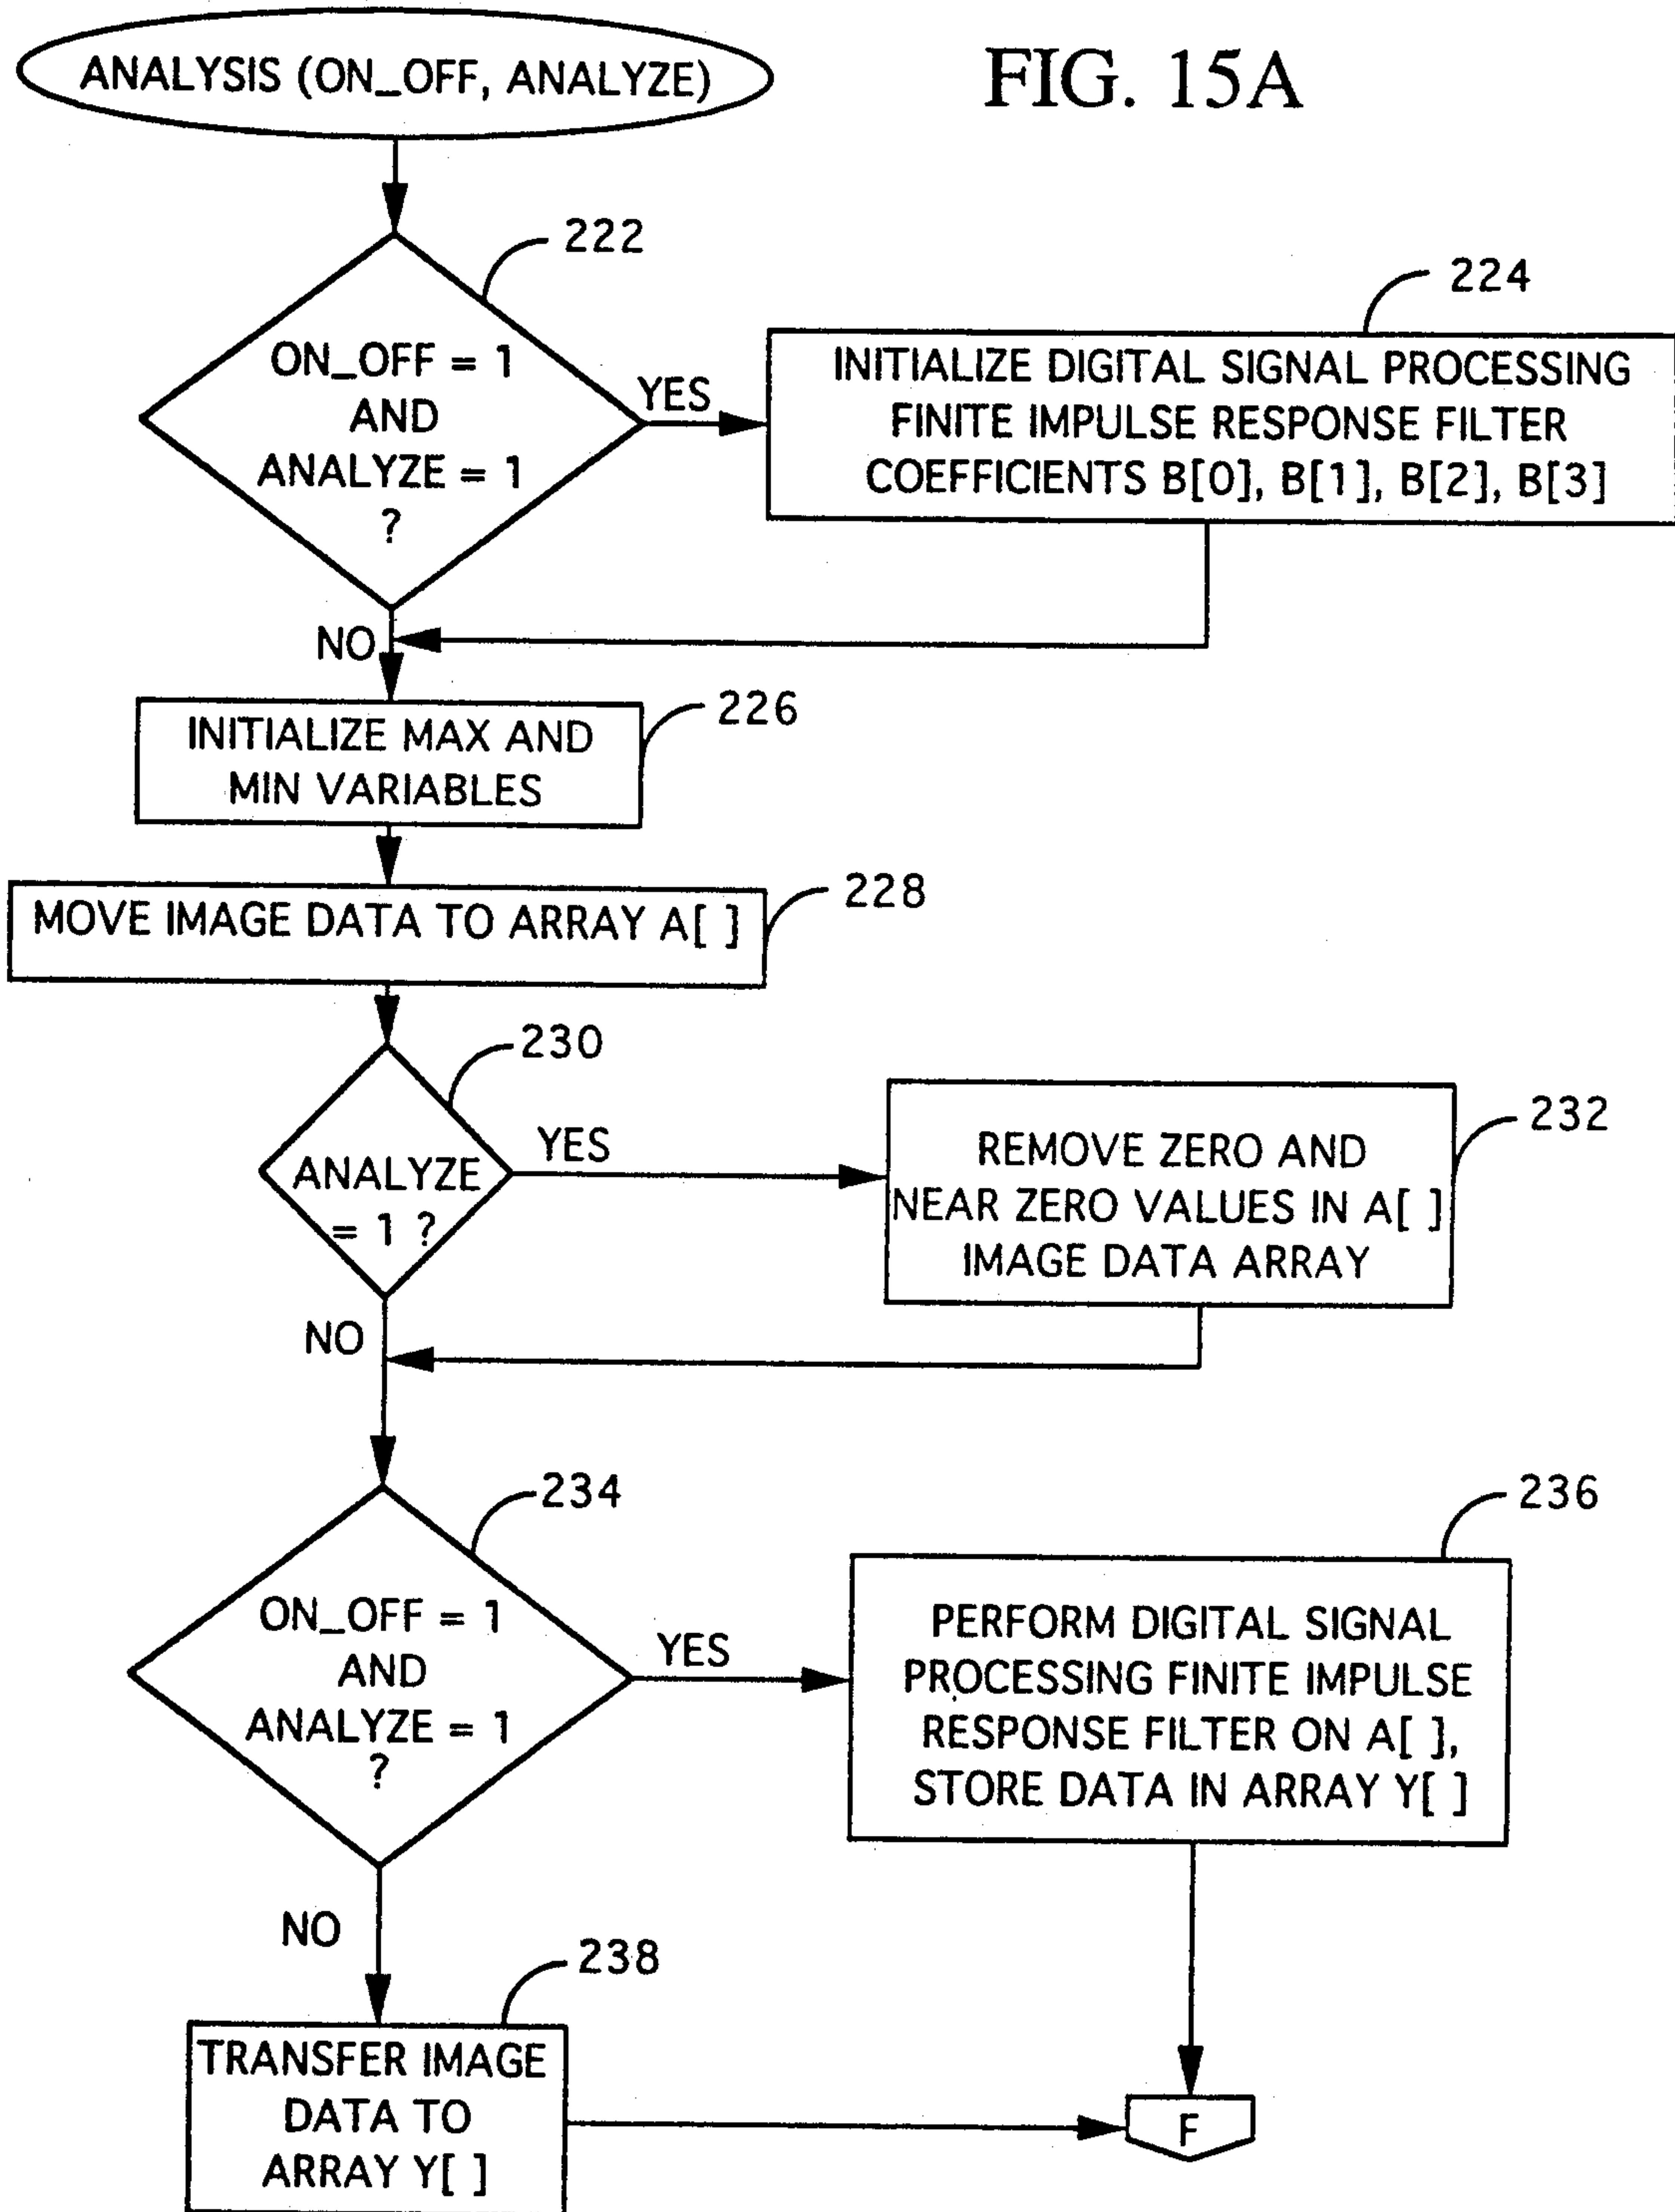 ANALYSIS (ON_OFF, ANALYZE)
FIG. 15A
222
ON_OFF = 1
AND
ANALYZE = 1
?
YES
224
INITIALIZE DIGITAL SIGNAL PROCESSING
FINITE IMPULSE RESPONSE FILTER
COEFFICIENTS B[0], B[1], B[2], B[3]
NO
226
INITIALIZE MAX AND
MIN VARIABLES
228
MOVE IMAGE DATA TO ARRAY A[ ]
230
ANALYZE
= 1 ?
YES
232
REMOVE ZERO AND
NEAR ZERO VALUES IN A[ ]
IMAGE DATA ARRAY
NO
234
ON_OFF = 1
AND
ANALYZE = 1
?
YES
236
PERFORM DIGITAL SIGNAL
PROCESSING FINITE IMPULSE
RESPONSE FILTER ON A[ ],
STORE DATA IN ARRAY Y[ ]
NO
238
TRANSFER IMAGE
DATA TO
ARRAY Y[ ]
F